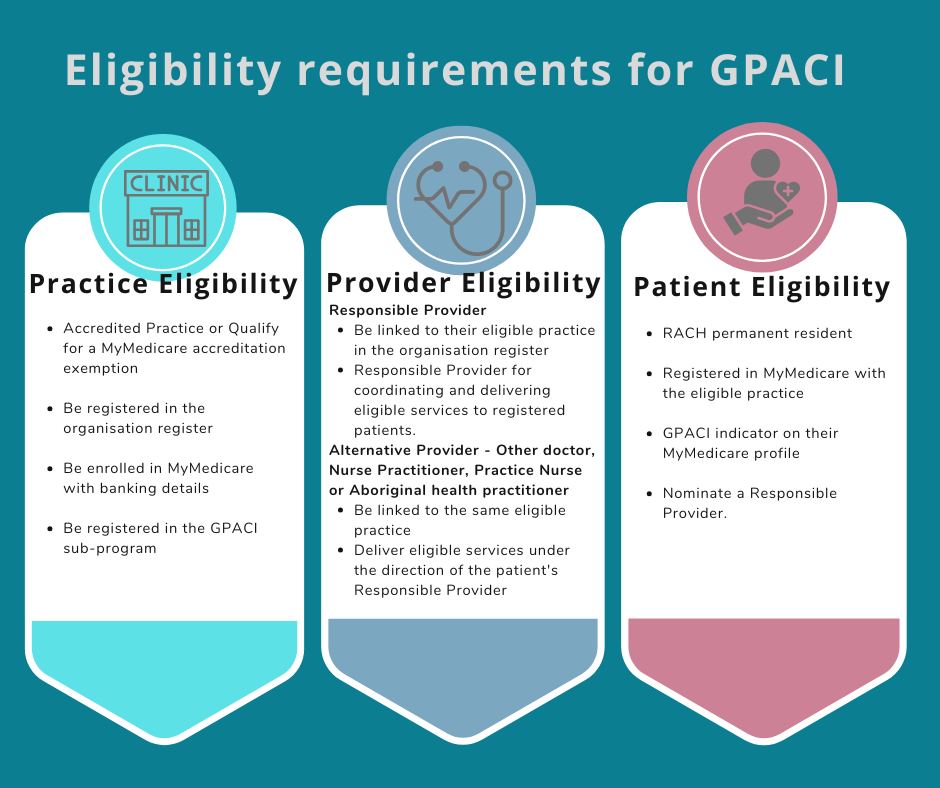 Eligibility requirements for GPACI
CLINIC
Practice Eligibility
• Accredited Practice or Qualify
for a MyMedicare accreditation
exemption
• Be registered in the
organisation register
• Be enrolled in MyMedicare
with banking details
• Be registered in the GPACI
sub-program
Provider Eligibility
Responsible Provider
• Be linked to their eligible practice
in the organisation register
• Responsible Provider for
coordinating and delivering
eligible services to registered
patients.
Alternative Provider - Other doctor,
Nurse Practitioner, Practice Nurse
or Aboriginal health practitioner
• Be linked to the same eligible
practice
• Deliver eligible services under
the direction of the patient's
Responsible Provider
Patient Eligibility
• RACH permanent resident
• Registered in MyMedicare with
the eligible practice
• GPACI indicator on their
MyMedicare profile
• Nominate a Responsible
Provider.